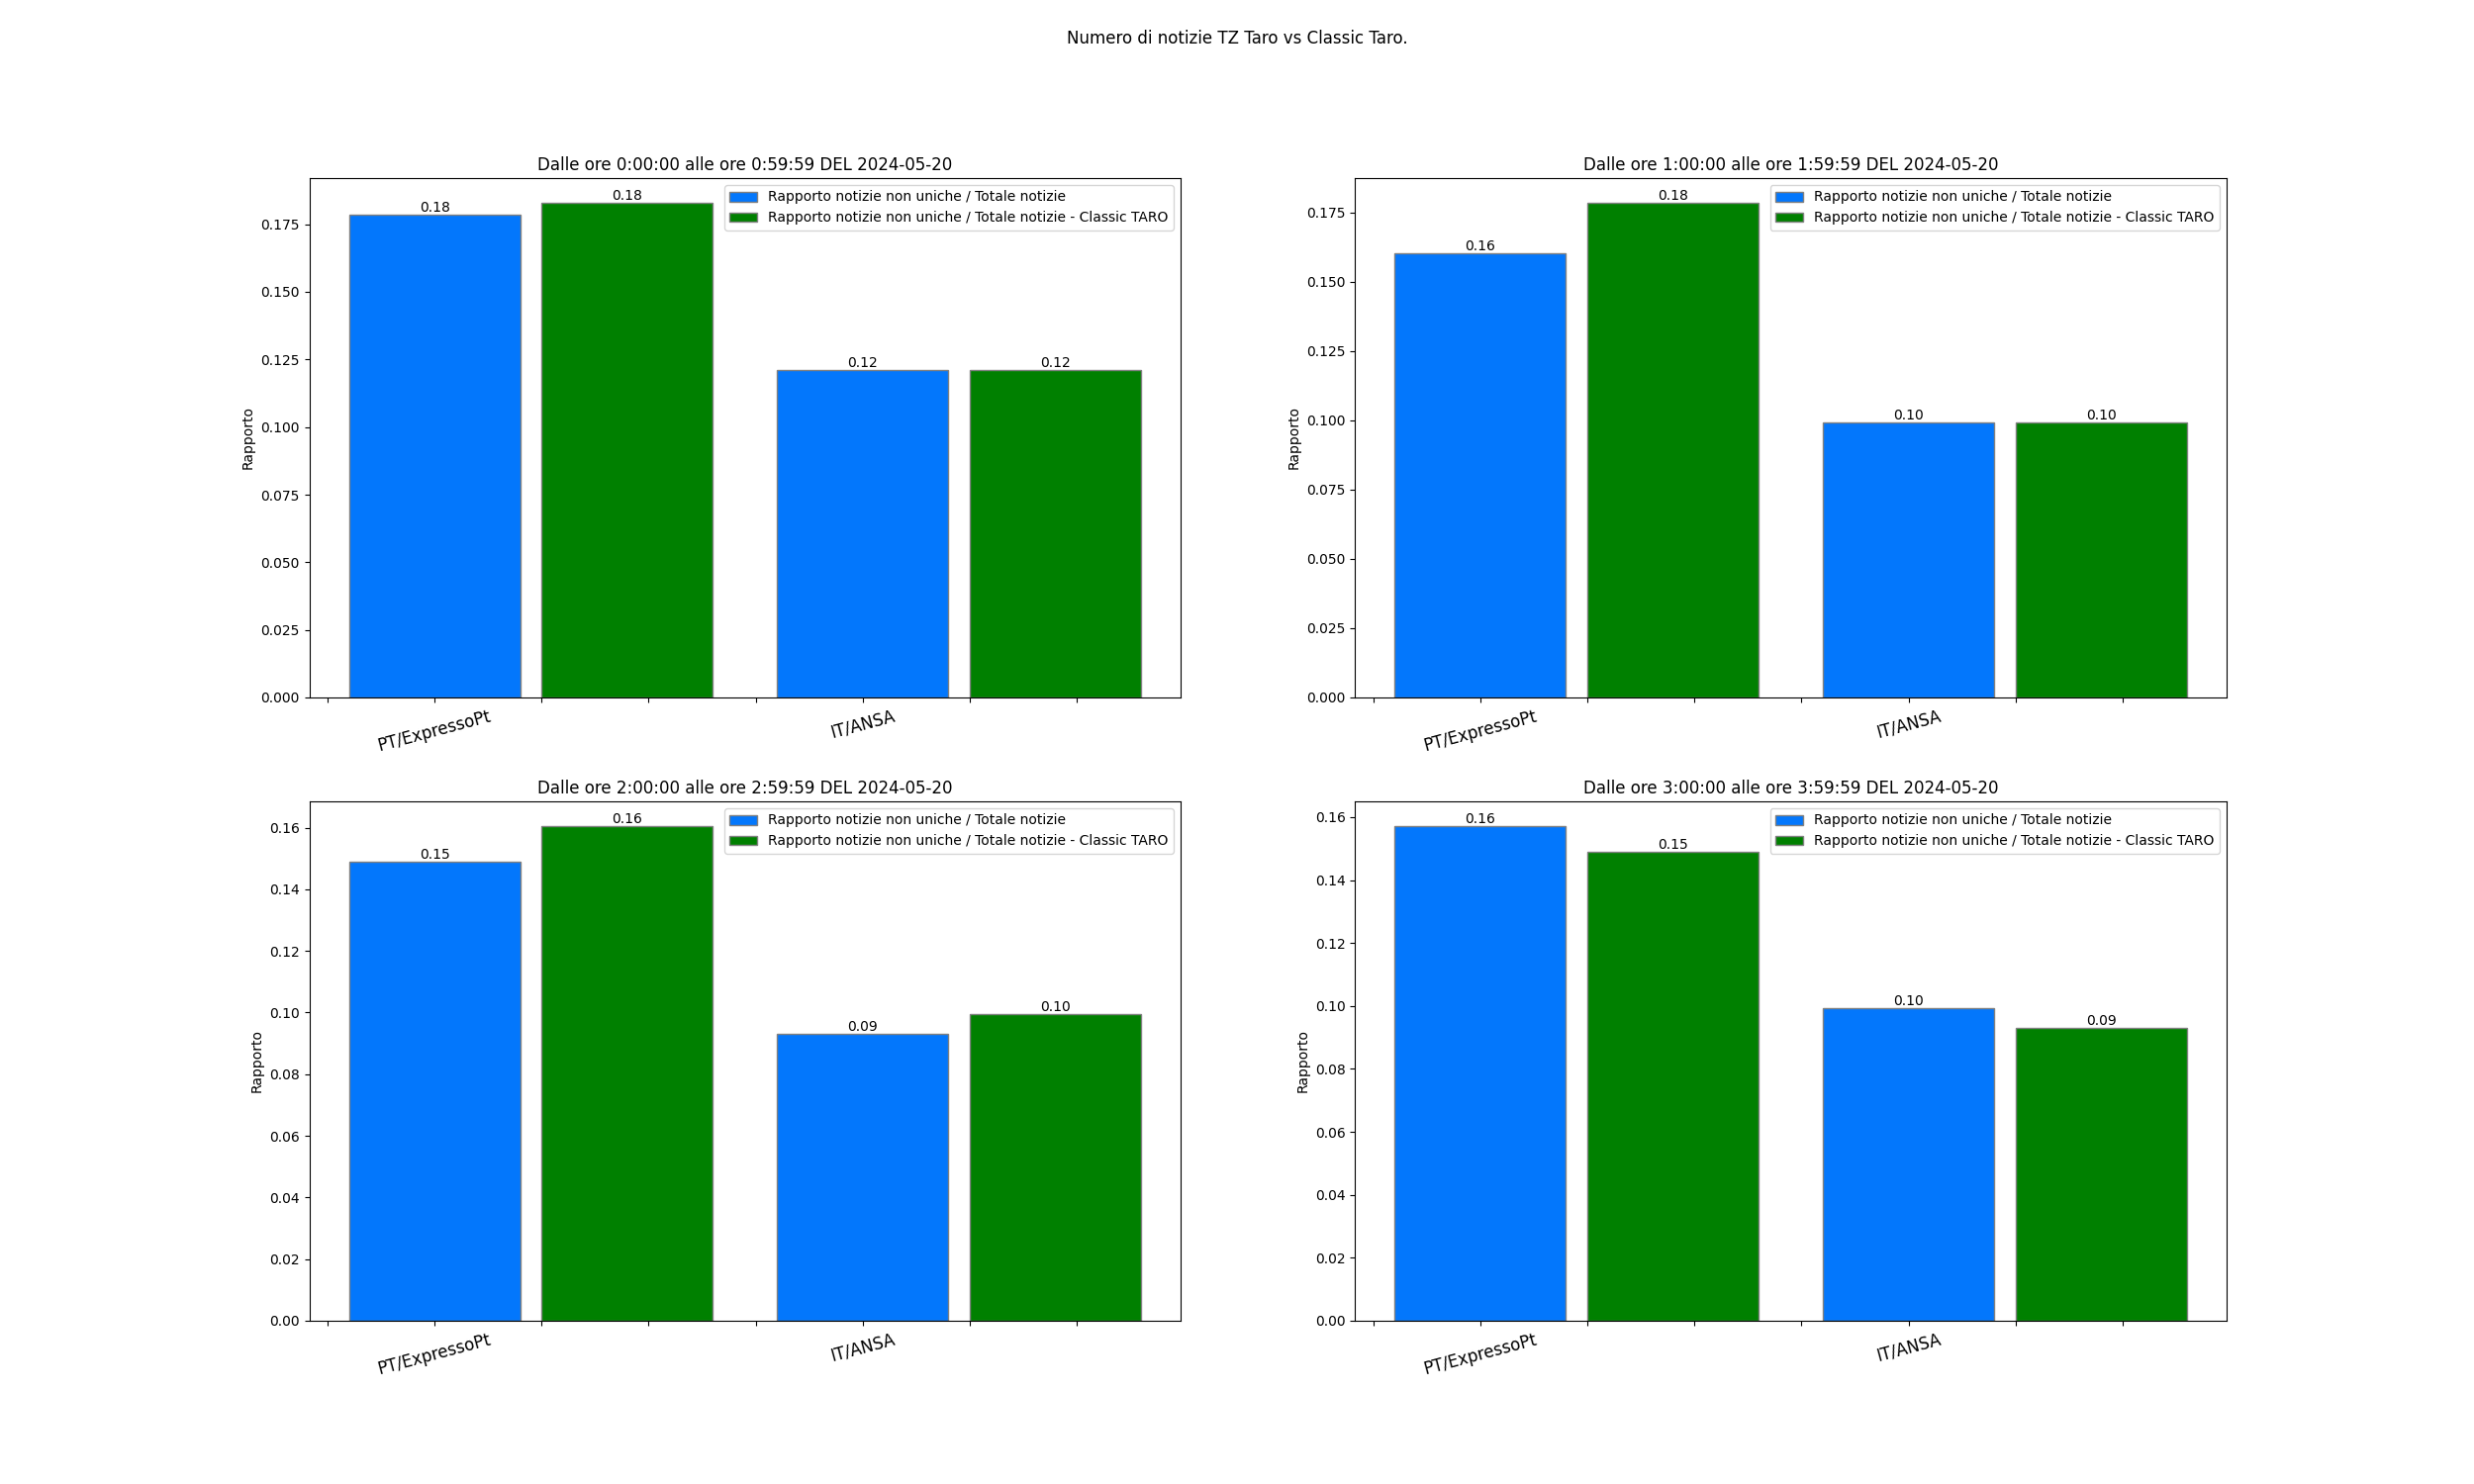 Numero di notizie TZ Taro vs Classic Taro.
Dalle ore 0:00:00 alle ore 0:59:59 DEL 2024-05-20
Rapporto notizie non uniche / Totale notizie
Rapporto notizie non uniche / Totale notizie - Classic TARO
0.18
0.18
0.12
0.12
0.175
0.150
0.125
0.100
0.075
0.050
0.025
0.000
Rapporto
PT/ExpressoPt
IT/ANSA
Dalle ore 1:00:00 alle ore 1:59:59 DEL 2024-05-20
Rapporto notizie non uniche / Totale notizie
Rapporto notizie non uniche / Totale notizie - Classic TARO
0.16
0.18
0.10
0.10
0.175
0.150
0.125
0.100
0.075
0.050
0.025
0.000
Rapporto
PT/ExpressoPt
IT/ANSA
Dalle ore 2:00:00 alle ore 2:59:59 DEL 2024-05-20
Rapporto notizie non uniche / Totale notizie
Rapporto notizie non uniche / Totale notizie - Classic TARO
0.15
0.16
0.09
0.10
0.16
0.14
0.12
0.10
0.08
0.06
0.04
0.02
0.00
Rapporto
PT/ExpressoPt
IT/ANSA
Dalle ore 3:00:00 alle ore 3:59:59 DEL 2024-05-20
Rapporto notizie non uniche / Totale notizie
Rapporto notizie non uniche / Totale notizie - Classic TARO
0.16
0.15
0.10
0.09
0.16
0.14
0.12
0.10
0.08
0.06
0.04
0.02
0.00
Rapporto
PT/ExpressoPt
IT/ANSA